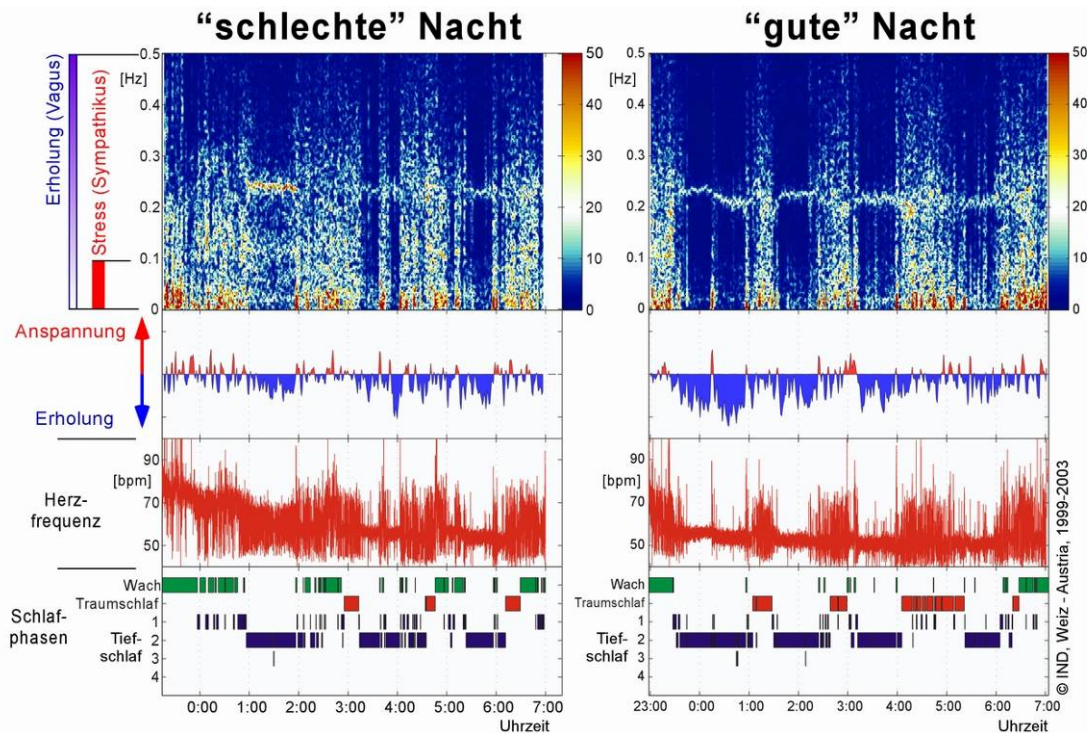 “schlechte” Nacht
“gute” Nacht
Erholung (Vagus)
Stress (Sympathikus)
0.5
[Hz]
0.4
0.3
0.2
0.1
0
50
40
30
20
10
0
0.5
[Hz]
0.4
0.3
0.2
0.1
0
50
40
30
20
10
0
Anspannung
Erholung
Herz-
frequenz
90
[bpm]
70
50
90
[bpm]
70
50
Schlaf-
phasen
Wach
Traumschlaf
1
Tief-
schlaf
2
3
4
Wach
Traumschlaf
1
Tief-
schlaf
2
3
4
0:00 1:00 2:00 3:00 4:00 5:00 6:00 7:00
Uhrzeit
23:00 0:00 1:00 2:00 3:00 4:00 5:00 6:00 7:00
Uhrzeit
© IND, Weiz - Austria, 1999-2003